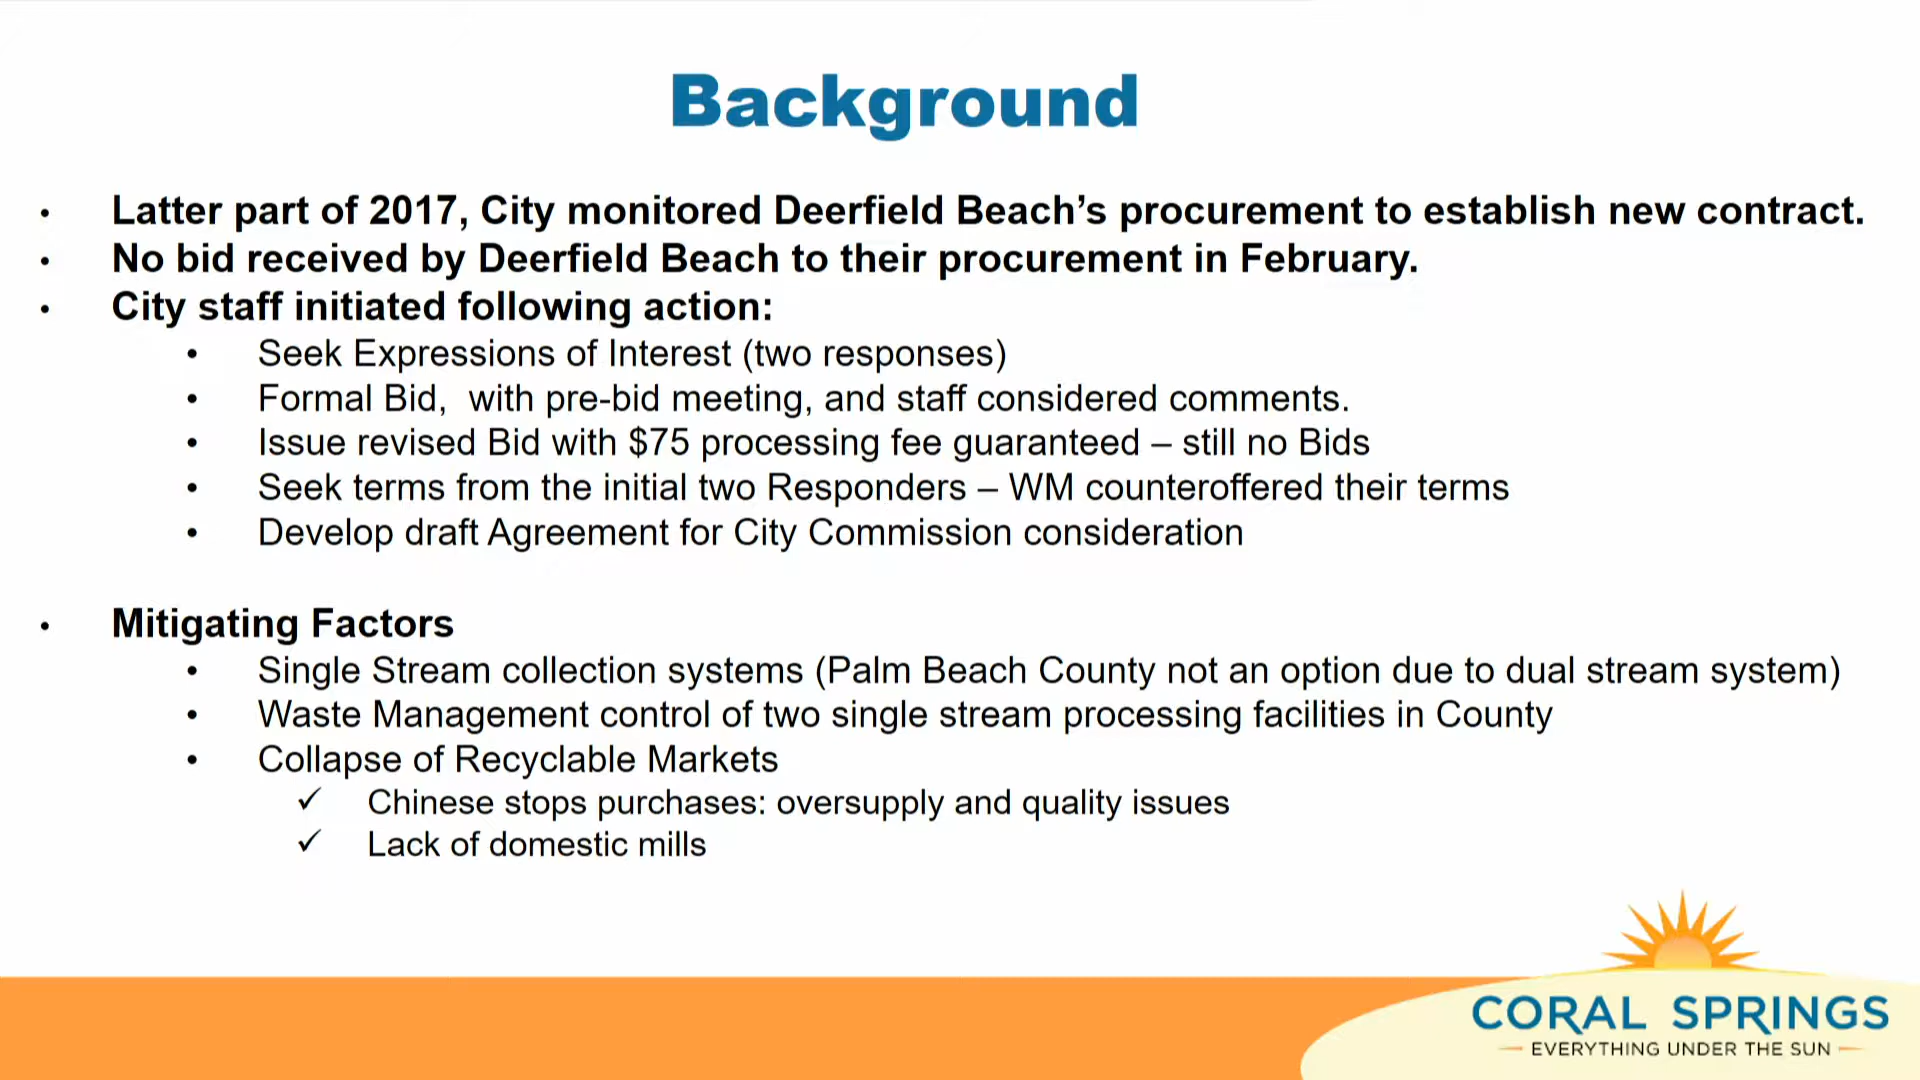 Background
• Latter part of 2017, City monitored Deerfield Beach’s procurement to establish new contract.
• No bid received by Deerfield Beach to their procurement in February.
• City staff initiated following action:
• Seek Expressions of Interest (two responses)
• Formal Bid,  with pre-bid meeting, and staff considered comments.
• Issue revised Bid with $75 processing fee guaranteed – still no Bids
• Seek terms from the initial two Responders – WM counteroffered their terms
• Develop draft Agreement for City Commission consideration
• Mitigating Factors
• Single Stream collection systems (Palm Beach County not an option due to dual stream system)
• Waste Management control of two single stream processing facilities in County
• Collapse of Recyclable Markets
✓ Chinese stops purchases: oversupply and quality issues
✓ Lack of domestic mills
CORAL SPRINGS
EVERYTHING UNDER THE SUN